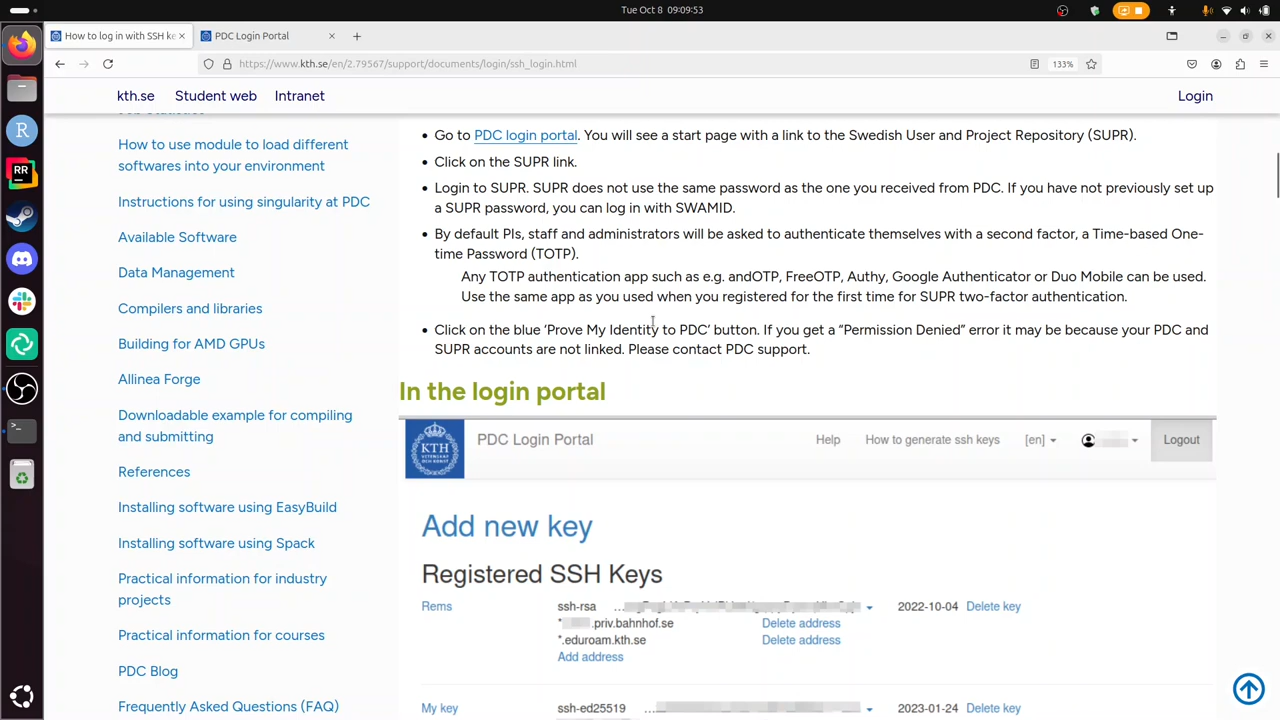 Tue Oct 8 09:09:53
How to log in with SSH ke
PDC Login Portal
https://www.kth.se/en/2.79567/support/documents/login/ssh_login.html
133%
kth.se
Student web
Intranet
Login
Job Statistics
How to use module to load different
softwares into your environment
Instructions for using singularity at PDC
Available Software
Data Management
Compilers and libraries
Building for AMD GPUs
Allinea Forge
Downloadable example for compiling
and submitting
References
Installing software using EasyBuild
Installing software using Spack
Practical information for industry
projects
Practical information for courses
PDC Blog
Frequently Asked Questions (FAQ)
• Go to PDC login portal. You will see a start page with a link to the Swedish User and Project Repository (SUPR).
• Click on the SUPR link.
• Login to SUPR. SUPR does not use the same password as the one you received from PDC. If you have not previously set up
a SUPR password, you can log in with SWAMID.
• By default PIs, staff and administrators will be asked to authenticate themselves with a second factor, a Time-based One-
time Password (TOTP).
Any TOTP authentication app such as e.g. andOTP, FreeOTP, Authy, Google Authenticator or Duo Mobile can be used.
Use the same app as you used when you registered for the first time for SUPR two-factor authentication.
• Click on the blue ‘Prove My Identity to PDC’ button. If you get a “Permission Denied” error it may be because your PDC and
SUPR accounts are not linked. Please contact PDC support.
In the login portal
KTH
PDC Login Portal
Help
How to generate ssh keys
[en]
Logout
Add new key
Registered SSH Keys
Rems ssh-rsa ... 2022-10-04 Delete key
.priv.bahnhof.se Delete address
*.eduroam.kth.se Delete address
Add address
My key ssh-ed25519 ... 2023-01-24 Delete key